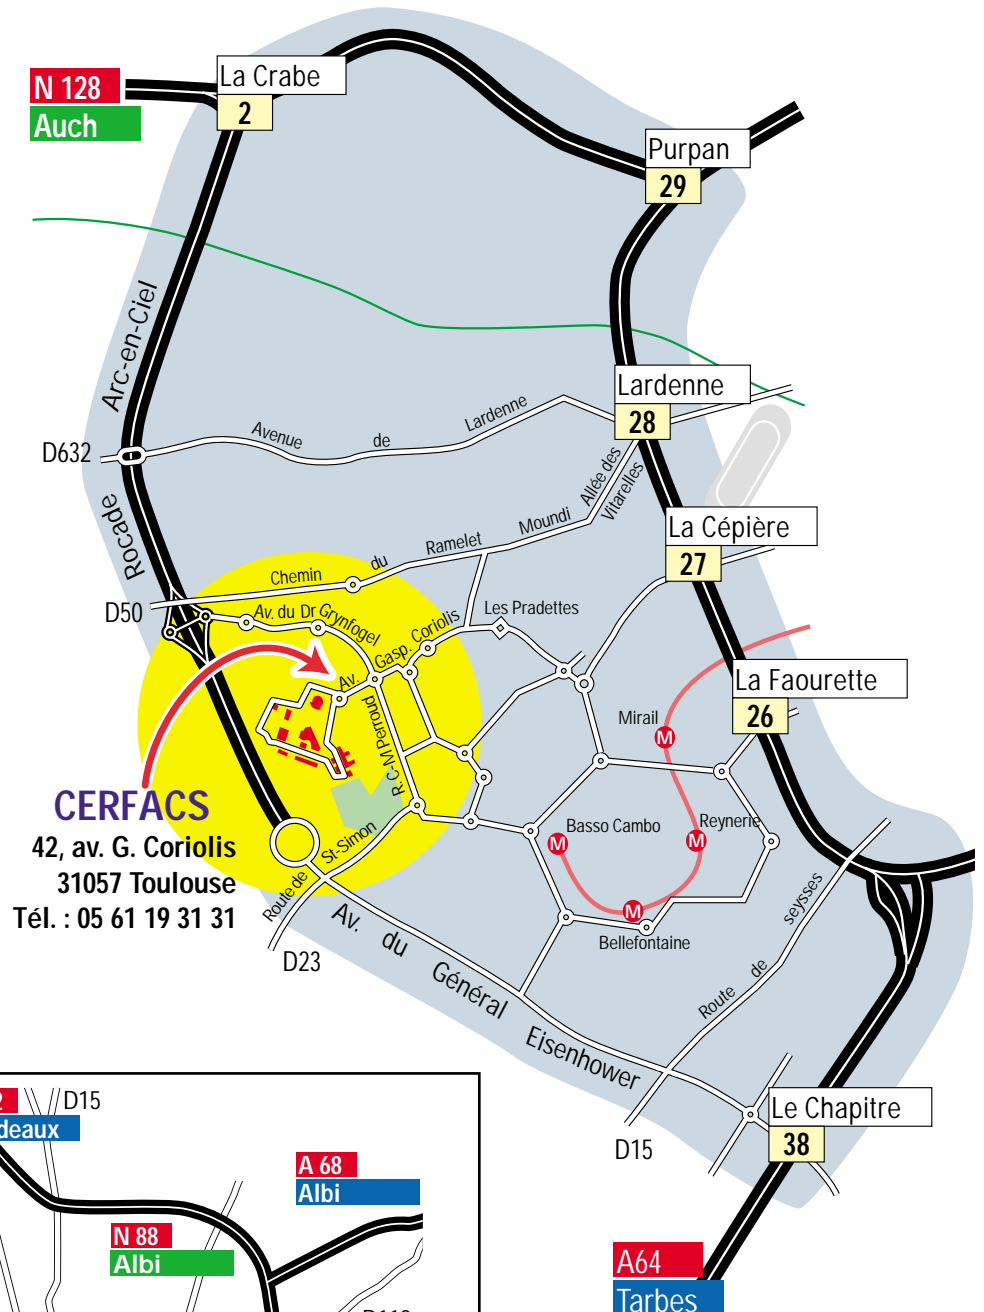 La Crabe
2
N 128
Auch
Purpan
29
Arc-en-Ciel
Rocade
Lardenne
28
D632
Avenue de Lardenne
Allée des
Vitarelles
La Cépière
27
Chemin du Ramelet Moundi
D50
Av. du Dr Grynfogel
Av. Gasp. Coriolis
Les Pradettes
La Faourette
26
Mirail
M
R. C-M Perroud
CERFACS
42, av. G. Coriolis
31057 Toulouse
Tél. : 05 61 19 31 31
Route de St-Simon
D23
Basso Cambo
M
Reynerie
M
M
Bellefontaine
Route de seysses
Av. du Général Eisenhower
D15
Le Chapitre
38
A64
Tarbes
D15
A 68
Albi
N 88
Albi